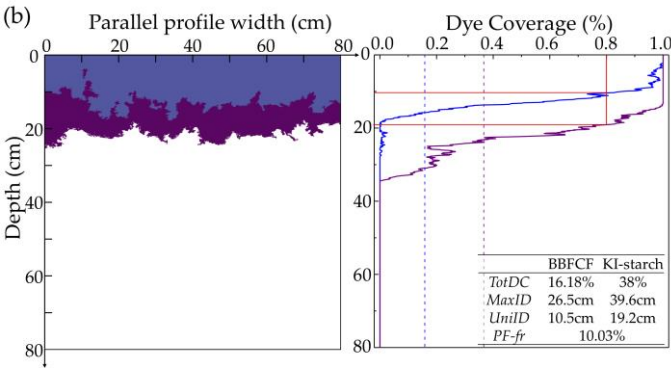 (b)
Parallel profile width (cm)
0 20 40 60 80
Depth (cm)
0
20
40
60
80
Dye Coverage (%)
0.0 0.2 0.4 0.6 0.8 1.0
0
20
40
60
80
BBFCF KI-starch
TotDC 16.18% 38%
MaxID 26.5cm 39.6cm
UniID 10.5cm 19.2cm
PF-fr 10.03%